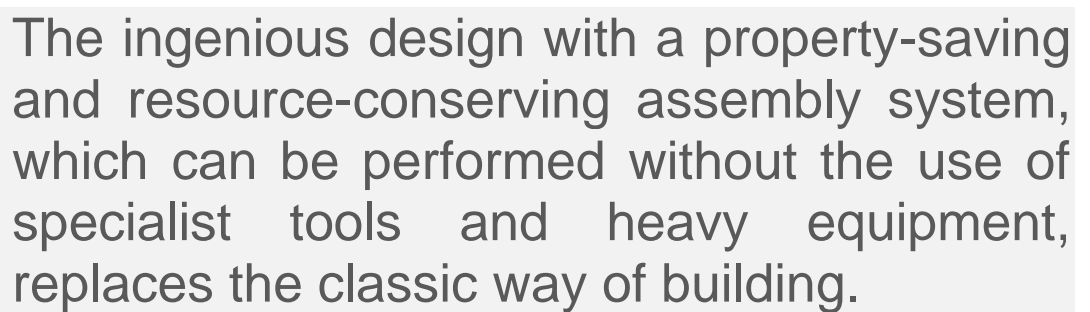 The ingenious design with a property-saving
and resource-conserving assembly system,
which can be performed without the use of
specialist tools and heavy equipment,
replaces the classic way of building.